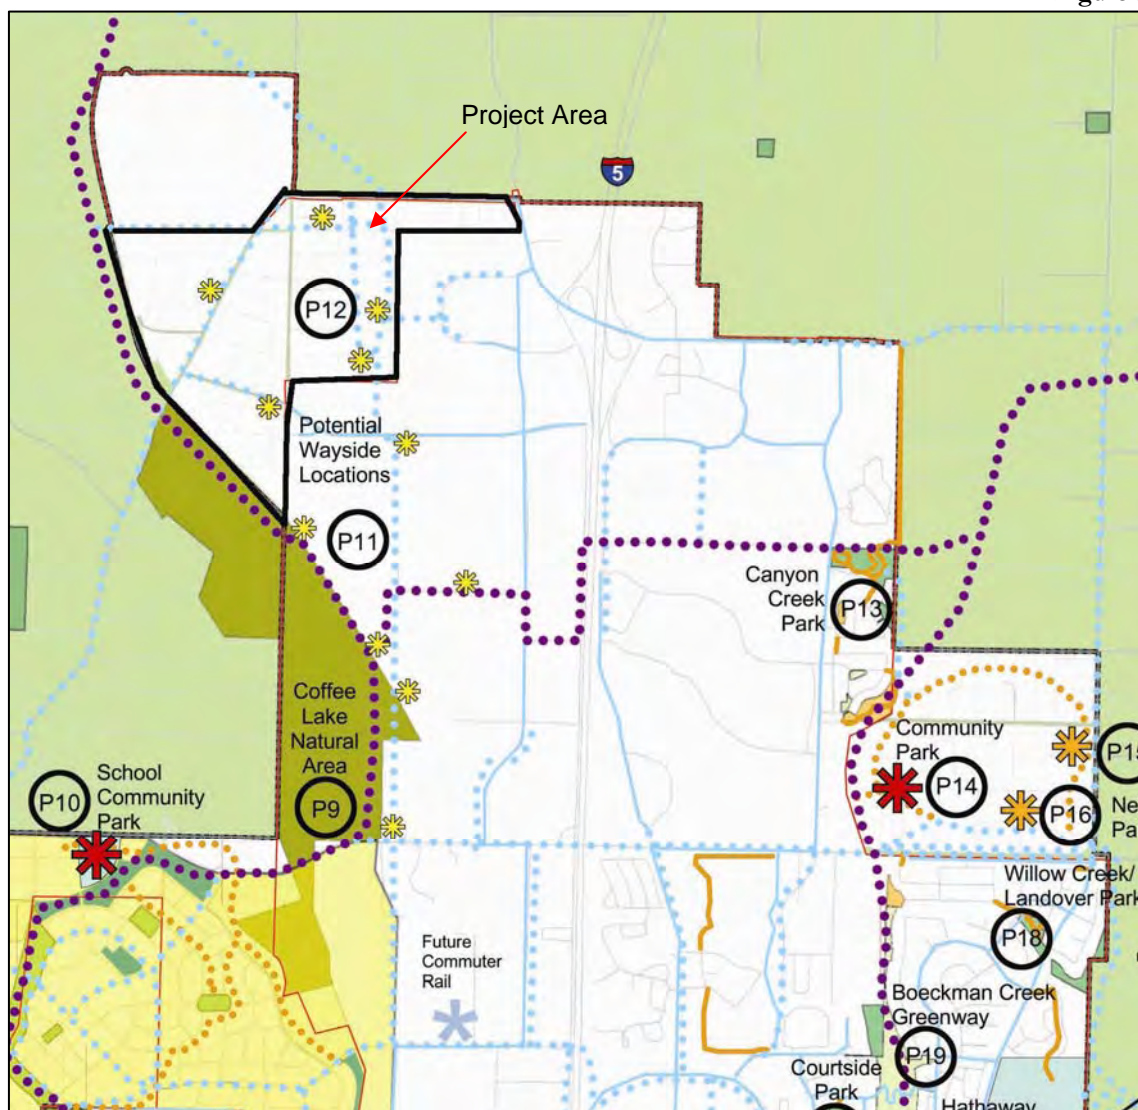 Project Area
5
P12
Potential
Wayside
Locations
P11
Canyon
Creek
Park
P13
Coffee
Lake
Natural
Area
P9
Community
Park
P14
P10
School
Community
Park
P16
Willow Creek/
Landover Park
P18
Future
Commuter
Rail
Boeckman Creek
Greenway
P19
Courtside
Park
Hathaway